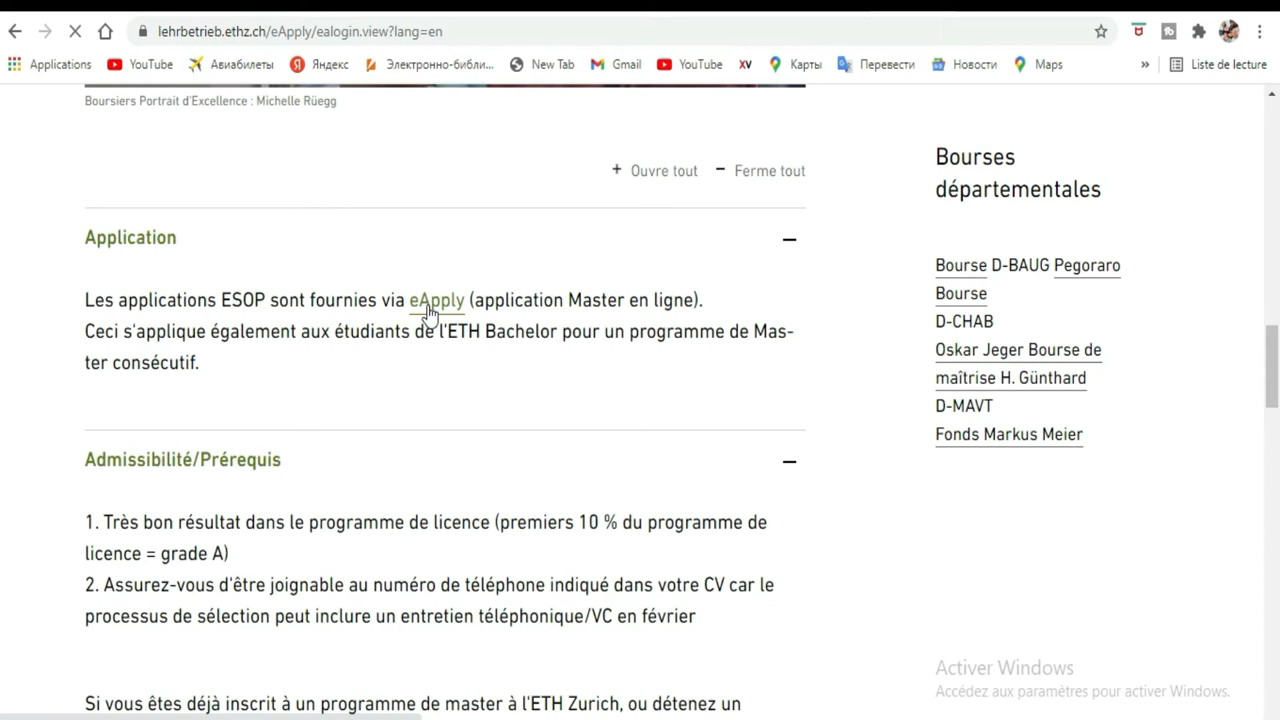 lehrbetrieb.ethz.ch/eApply/ealogin.view?lang=en
Applications YouTube Авиабилеты Яндекс Электронно-библи... New Tab Gmail YouTube XV Карты Перевести Новости Maps » Liste de lecture
Boursiers Portrait d'Excellence : Michelle Rüegg
+ Ouvre tout − Ferme tout
Application
Les applications ESOP sont fournies via eApply (application Master en ligne).
Ceci s'applique également aux étudiants de l'ETH Bachelor pour un programme de Mas-
ter consécutif.
Admissibilité/Prérequis
1. Très bon résultat dans le programme de licence (premiers 10 % du programme de
licence = grade A)
2. Assurez-vous d'être joignable au numéro de téléphone indiqué dans votre CV car le
processus de sélection peut inclure un entretien téléphonique/VC en février
Si vous êtes déjà inscrit à un programme de master à l'ETH Zurich, ou détenez un
Bourses
départementales
Bourse D-BAUG Pegoraro
Bourse
D-CHAB
Oskar Jeger Bourse de
maîtrise H. Günthard
D-MAVT
Fonds Markus Meier
Activer Windows
Accédez aux paramètres pour activer Windows.